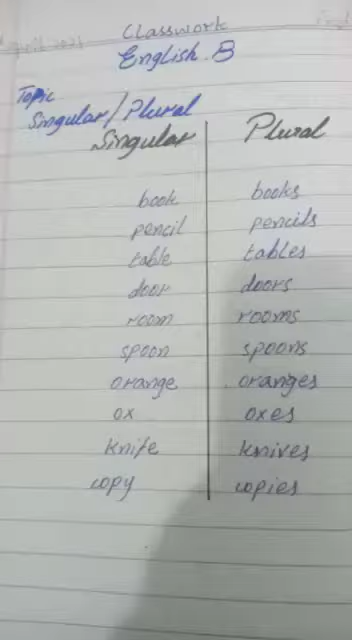 Classwork
English.B
Topic
Singular/Plural
Singular Plural
book books
pencil pencils
table tables
door doors
room rooms
spoon spoons
orange oranges
ox oxes
knife knives
copy copies